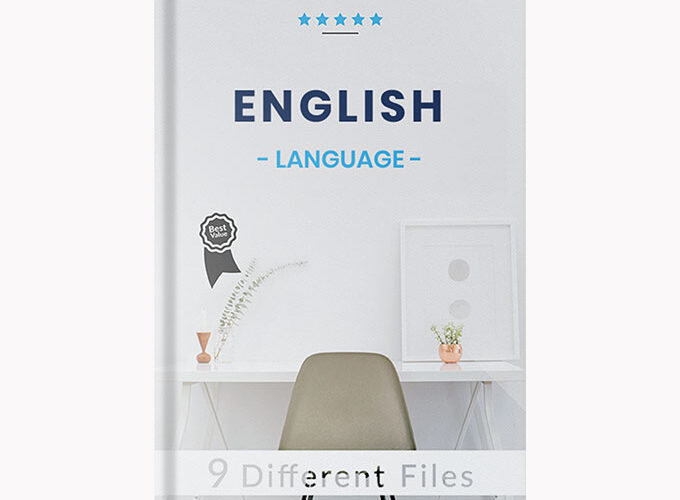 ENGLISH
- LANGUAGE -
Best
Value
9 Different Files